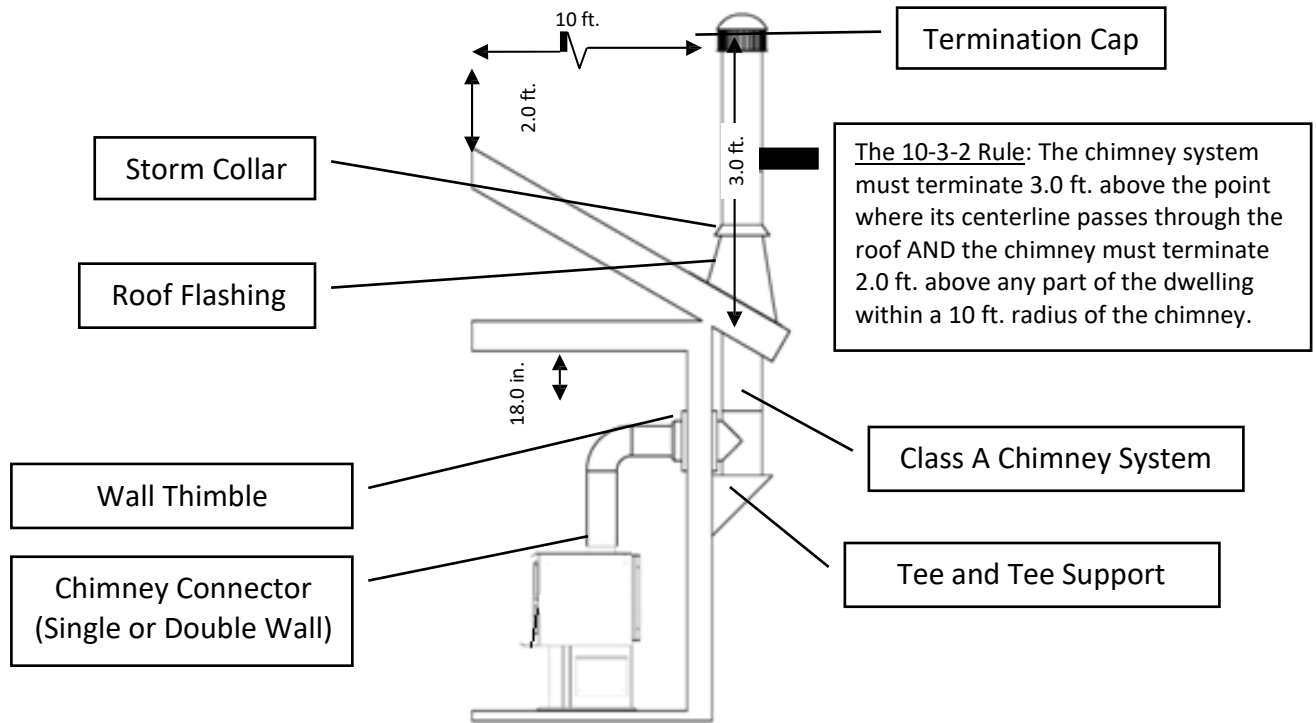 10 ft.
Termination Cap
2.0 ft.
3.0 ft.
Storm Collar
The 10-3-2 Rule: The chimney system
must terminate 3.0 ft. above the point
where its centerline passes through the
roof AND the chimney must terminate
2.0 ft. above any part of the dwelling
within a 10 ft. radius of the chimney.
Roof Flashing
18.0 in.
Class A Chimney System
Wall Thimble
Chimney Connector
(Single or Double Wall)
Tee and Tee Support